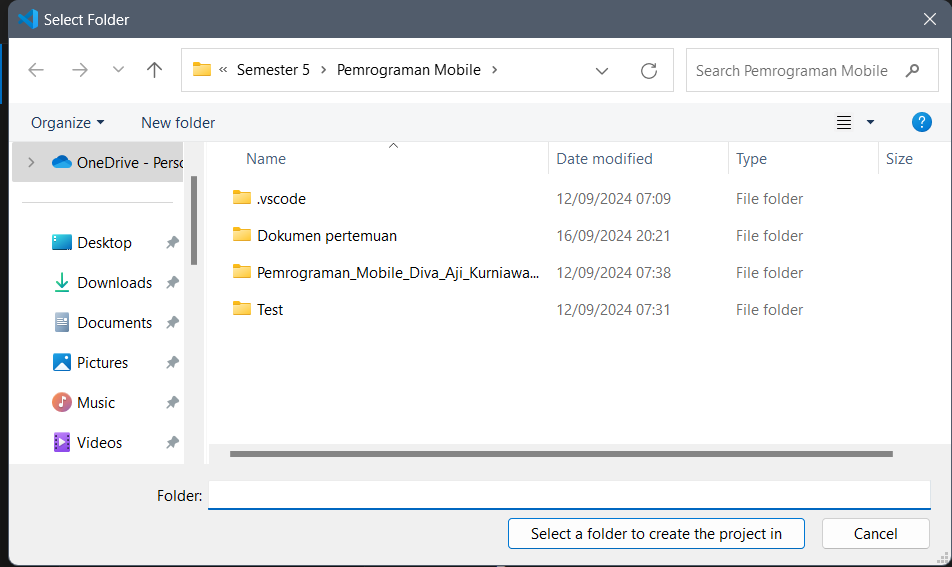 Select Folder
« Semester 5 > Pemrograman Mobile >
Search Pemrograman Mobile
Organize
New folder
?
OneDrive - Persc
Desktop
Downloads
Documents
Pictures
Music
Videos
Name Date modified Type Size
.vscode 12/09/2024 07:09 File folder
Dokumen pertemuan 16/09/2024 20:21 File folder
Pemrograman_Mobile_Diva_Aji_Kurniawa... 12/09/2024 07:38 File folder
Test 12/09/2024 07:31 File folder
Folder:
Select a folder to create the project in
Cancel